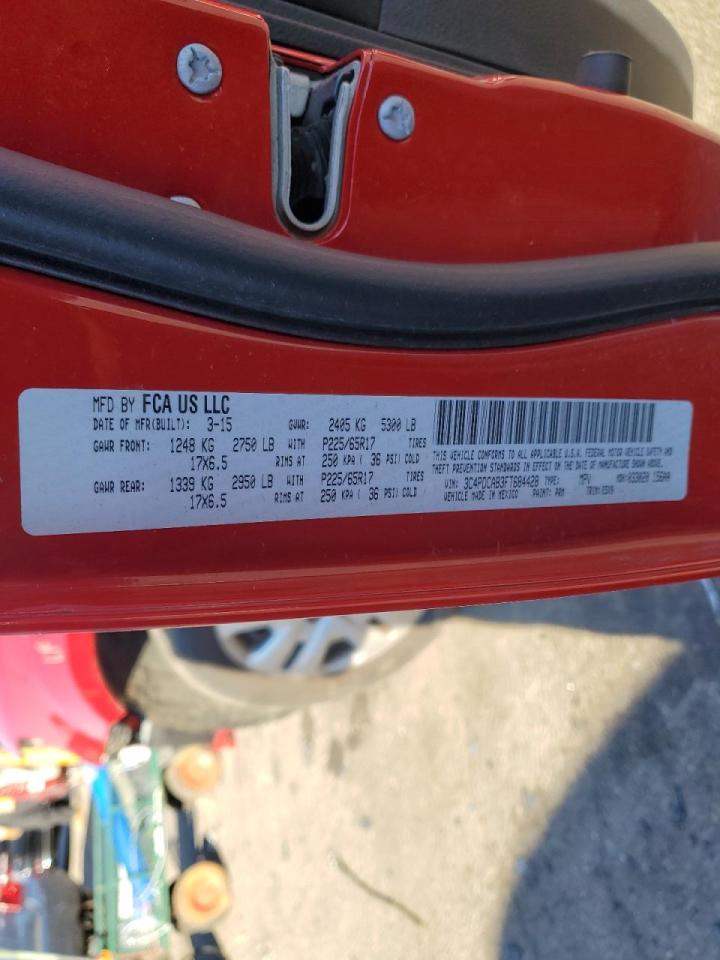 MFD BY FCA US LLC
DATE OF MFR(BUILT): 3-15 GVWR: 2405 KG 5300 LB
GAWR FRONT: 1248 KG 2750 LB WITH P225/65R17 TIRES
17X6.5 RIMS AT 250 KPA ( 36 PSI) COLD
GAWR REAR: 1339 KG 2950 LB WITH P225/65R17 TIRES
17X6.5 RIMS AT 250 KPA ( 36 PSI) COLD
THIS VEHICLE CONFORMS TO ALL APPLICABLE U.S.A. FEDERAL MOTOR VEHICLE SAFETY AND
THEFT PREVENTION STANDARDS IN EFFECT ON THE DATE OF MANUFACTURE SHOWN ABOVE.
VIN: 3C4PDCAB3FT684428 TYPE: MPV MDH:
VEHICLE MADE IN MEXICO PAINT: PRM TRIM: